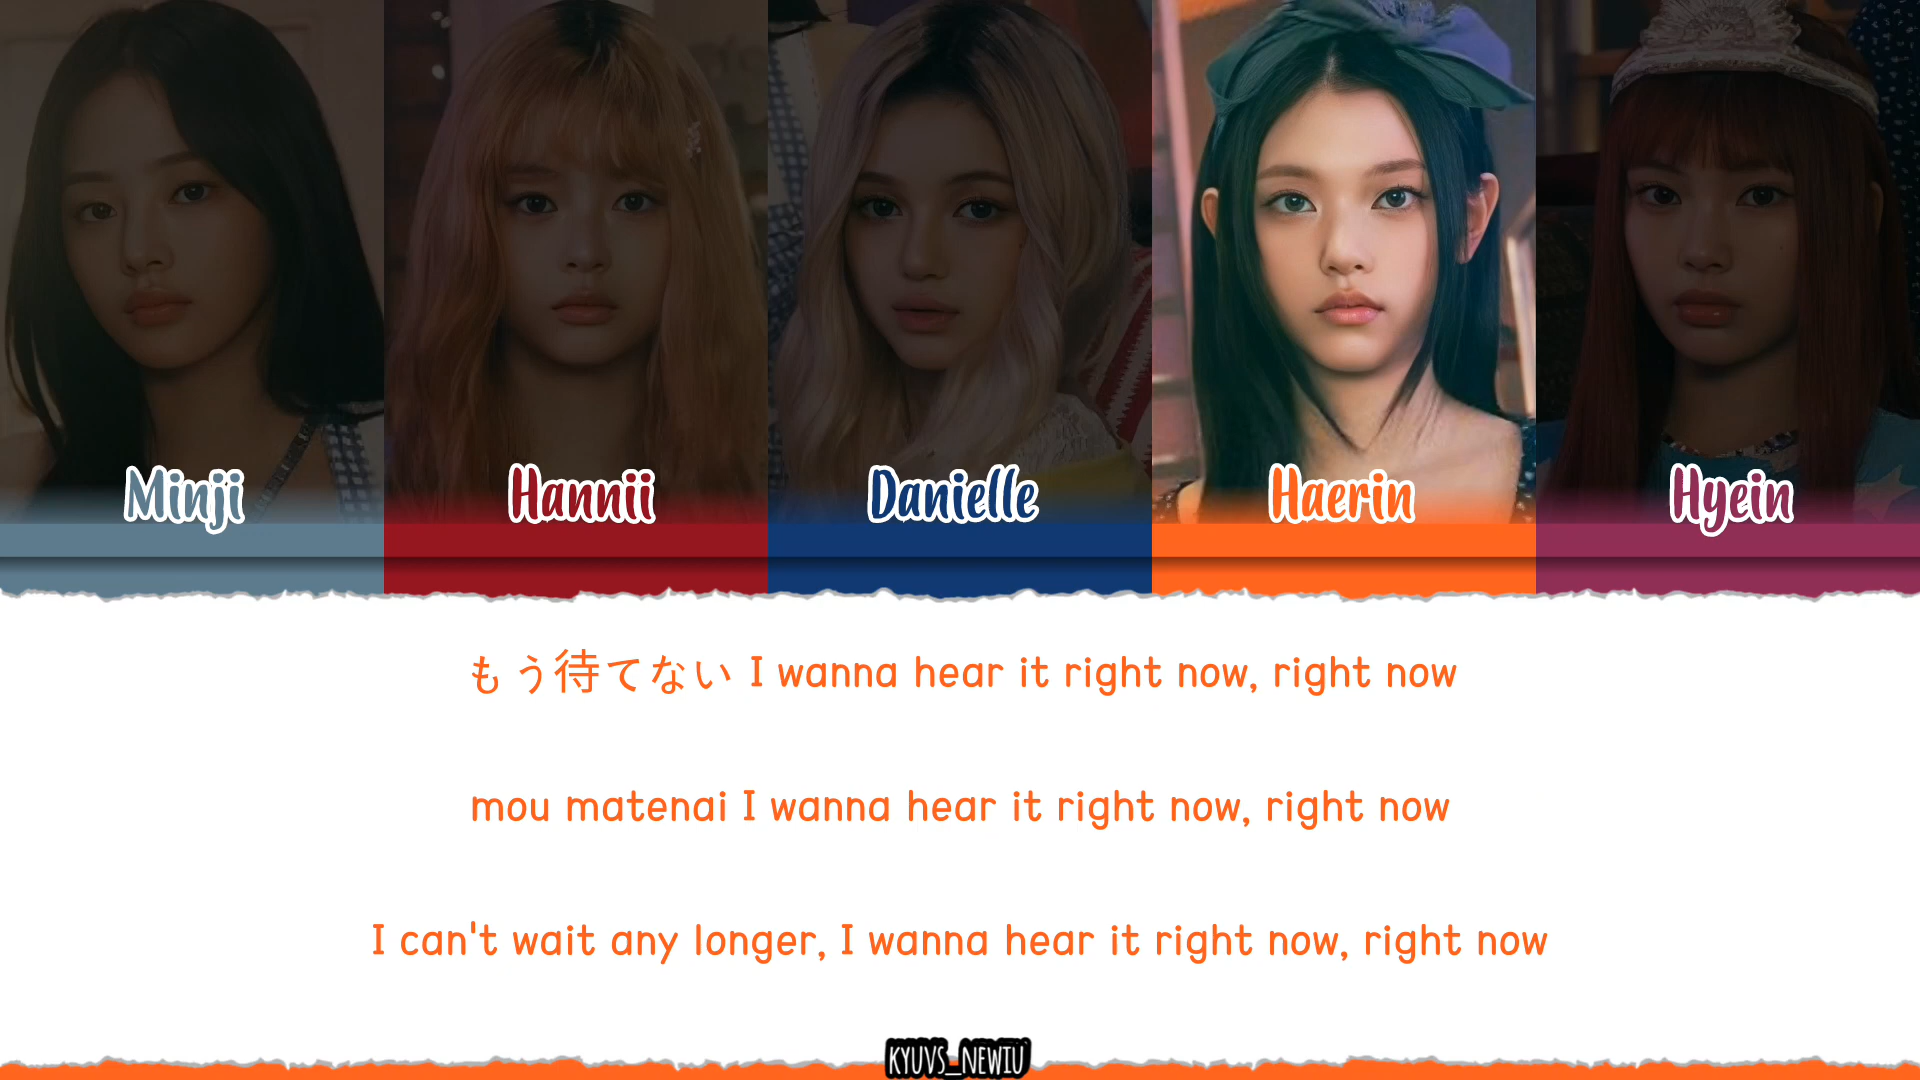 Minji
Hannii
Danielle
Haerin
Hyein
もう待てない I wanna hear it right now, right now
mou matenai I wanna hear it right now, right now
I can't wait any longer, I wanna hear it right now, right now
KYUVS_NEWIU